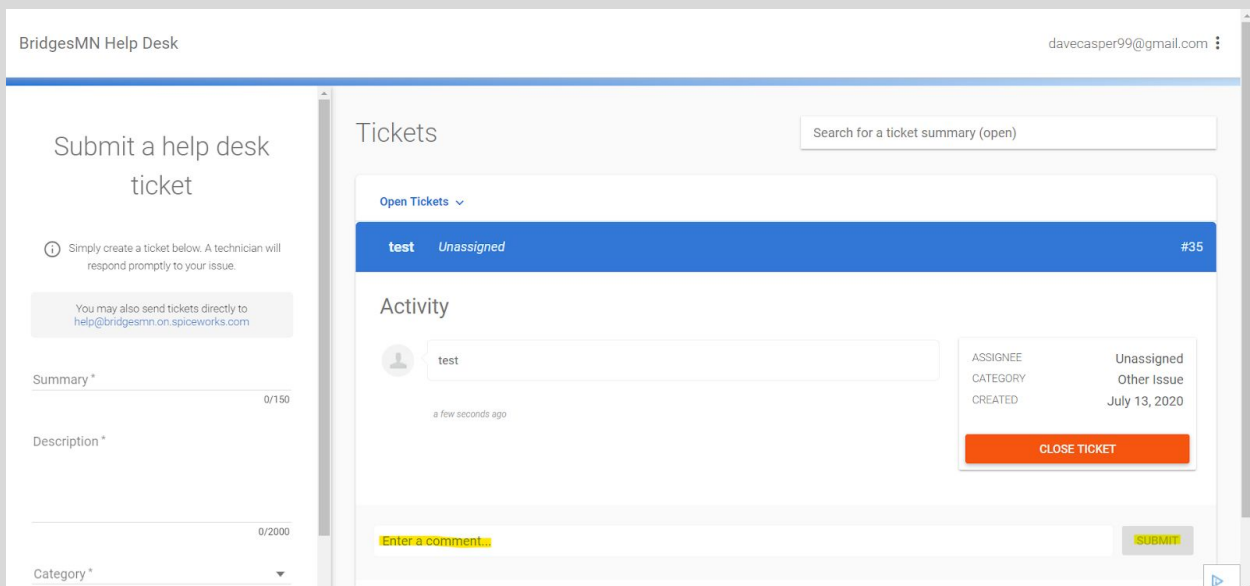 BridgesMN Help Desk
davecasper99@gmail.com
Submit a help desk
ticket
Simply create a ticket below. A technician will
respond promptly to your issue.
You may also send tickets directly to
help@bridgesmn.on.spiceworks.com
Summary *
0/150
Description *
0/2000
Category *
Tickets
Search for a ticket summary (open)
Open Tickets
test Unassigned #35
Activity
test
a few seconds ago
ASSIGNEE Unassigned
CATEGORY Other Issue
CREATED July 13, 2020
CLOSE TICKET
Enter a comment...
SUBMIT